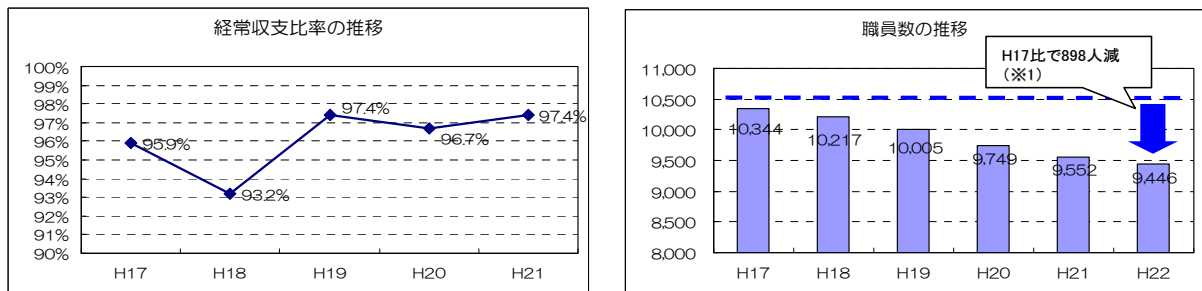 経常収支比率の推移
100%
99%
98%
97%
96%
95%
94%
93%
92%
91%
90%
95.9%
93.2%
97.4%
96.7%
97.4%
H17
H18
H19
H20
H21
職員数の推移
H17比で898人減
(※1)
11,000
10,500
10,000
9,500
9,000
8,500
8,000
10,344
10,217
10,005
9,749
9,552
9,446
H17
H18
H19
H20
H21
H22